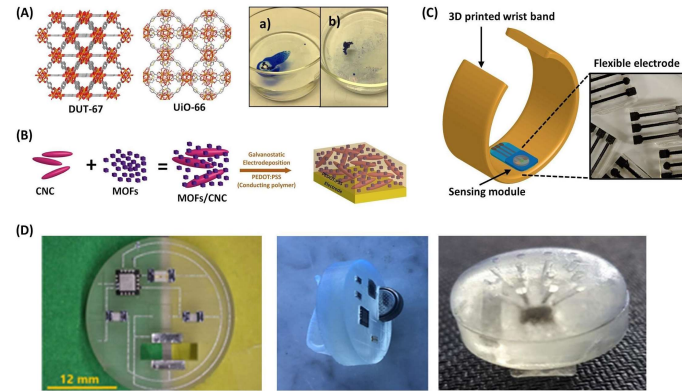 (A)
DUT-67
UiO-66
a)
b)
(B)
CNC
+
MOFs
=
MOFs/CNC
Galvanostatic
Electrodeposition
PEDOT:PSS
(Conducting polymer)
(C)
3D printed wrist band
Flexible electrode
Sensing module
(D)
12 mm